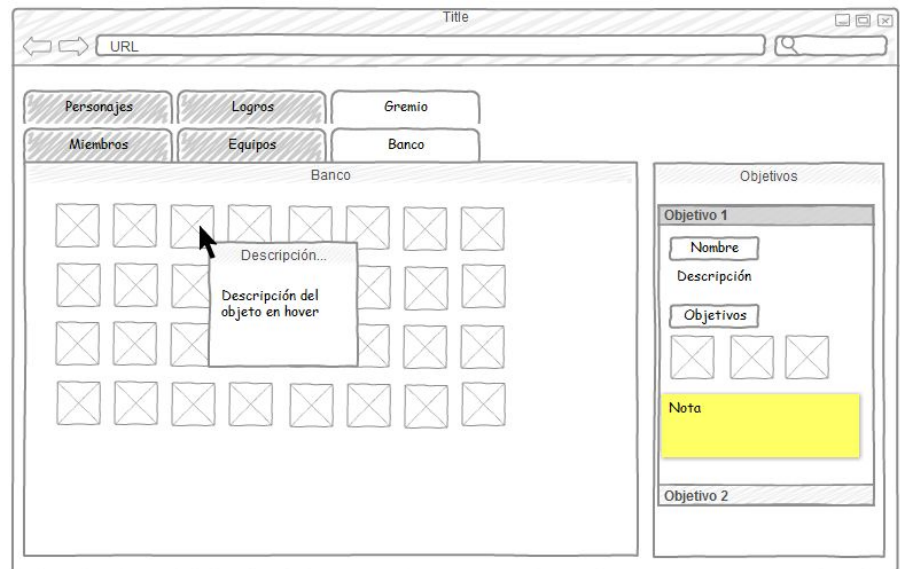 Title
URL
Personajes
Logros
Gremio
Miembros
Equipos
Banco
Banco
Descripción...
Descripción del
objeto en hover
Objetivos
Objetivo 1
Nombre
Descripción
Objetivos
Nota
Objetivo 2